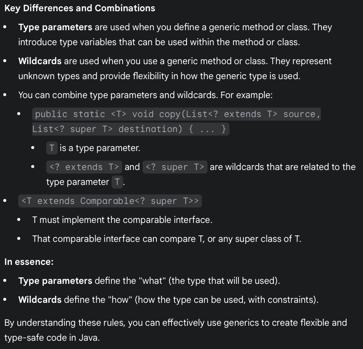 Key Differences and Combinations
• Type parameters are used when you define a generic method or class. They
introduce type variables that can be used within the method or class.
• Wildcards are used when you use a generic method or class. They represent
unknown types and provide flexibility in how the generic type is used.
• You can combine type parameters and wildcards. For example:
• public static <T> void copy(List<? extends T> source,
List<? super T> destination) { ... }
• T is a type parameter.
• <? extends T> and <? super T> are wildcards that are related to the
type parameter T.
• <T extends Comparable<? super T>>
• T must implement the comparable interface.
• That comparable interface can compare T, or any super class of T.
In essence:
• Type parameters define the "what" (the type that will be used).
• Wildcards define the "how" (how the type can be used, with constraints).
By understanding these rules, you can effectively use generics to create flexible and
type-safe code in Java.